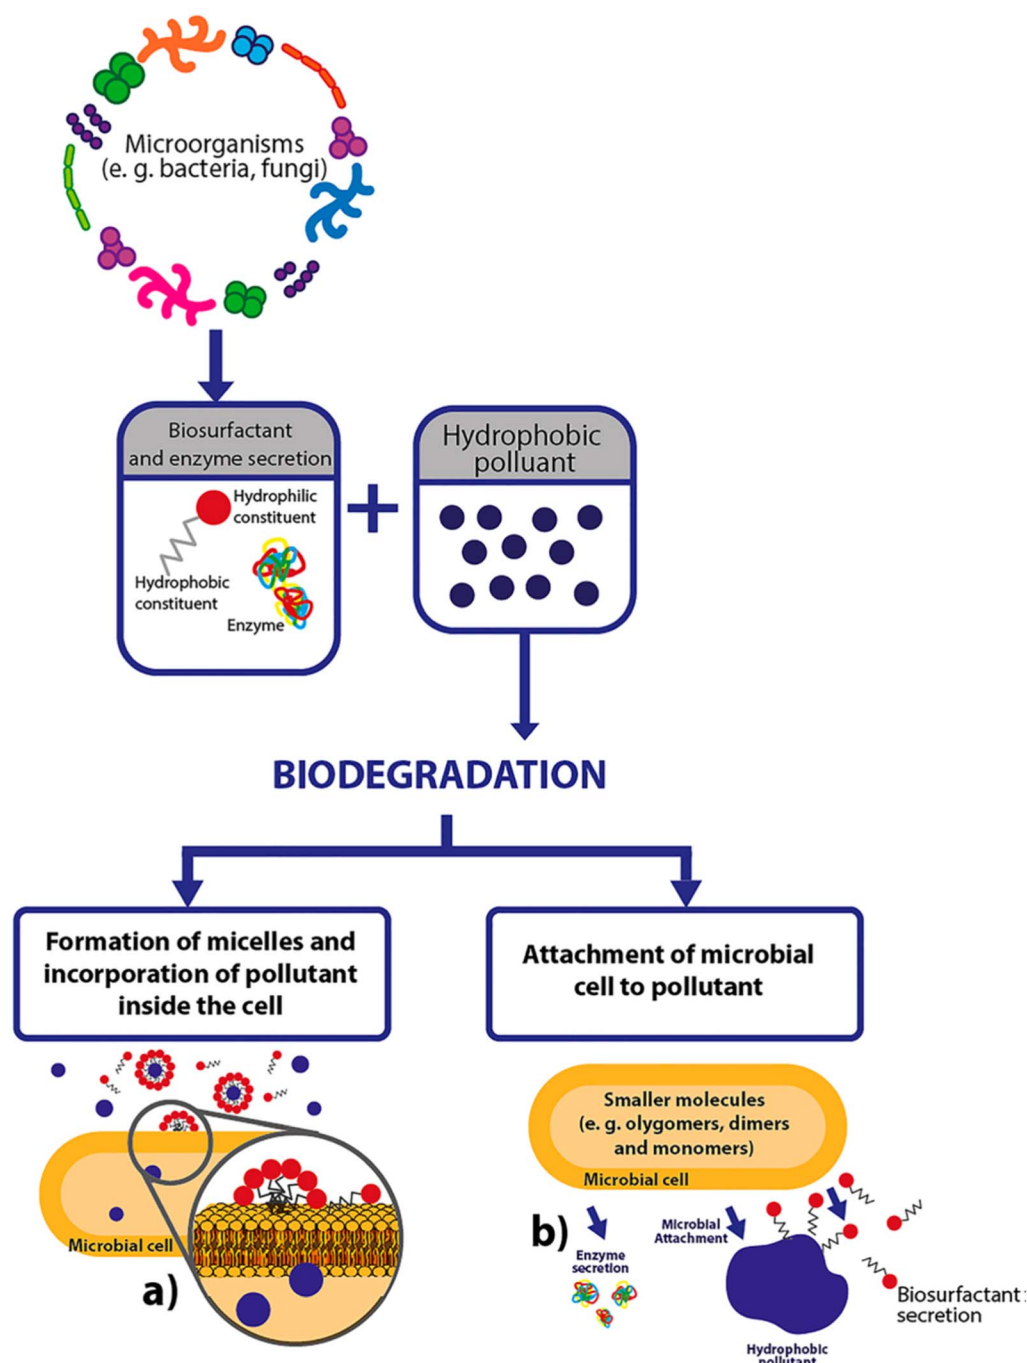 Microorganisms
(e. g. bacteria, fungi)
Biosurfactant
and enzyme secretion
Hydrophilic
constituent
Hydrophobic
constituent
Enzyme
Hydrophobic
polluant
BIODEGRADATION
Formation of micelles and
incorporation of pollutant
inside the cell
Microbial cell
a)
Attachment of microbial
cell to pollutant
Smaller molecules
(e. g. olygomers, dimers
and monomers)
Microbial cell
b)
Enzyme
secretion
Microbial
Attachment
Biosurfactant
secretion
Hydrophobic
pollutant